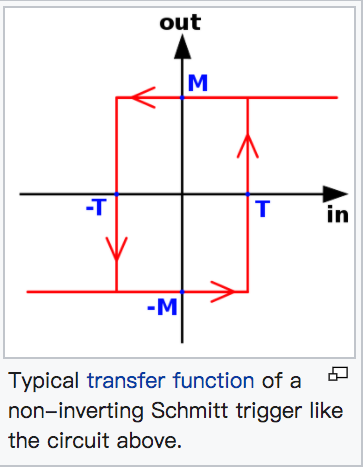 out
M
-T
T
in
-M
Typical transfer function of a
non–inverting Schmitt trigger like
the circuit above.